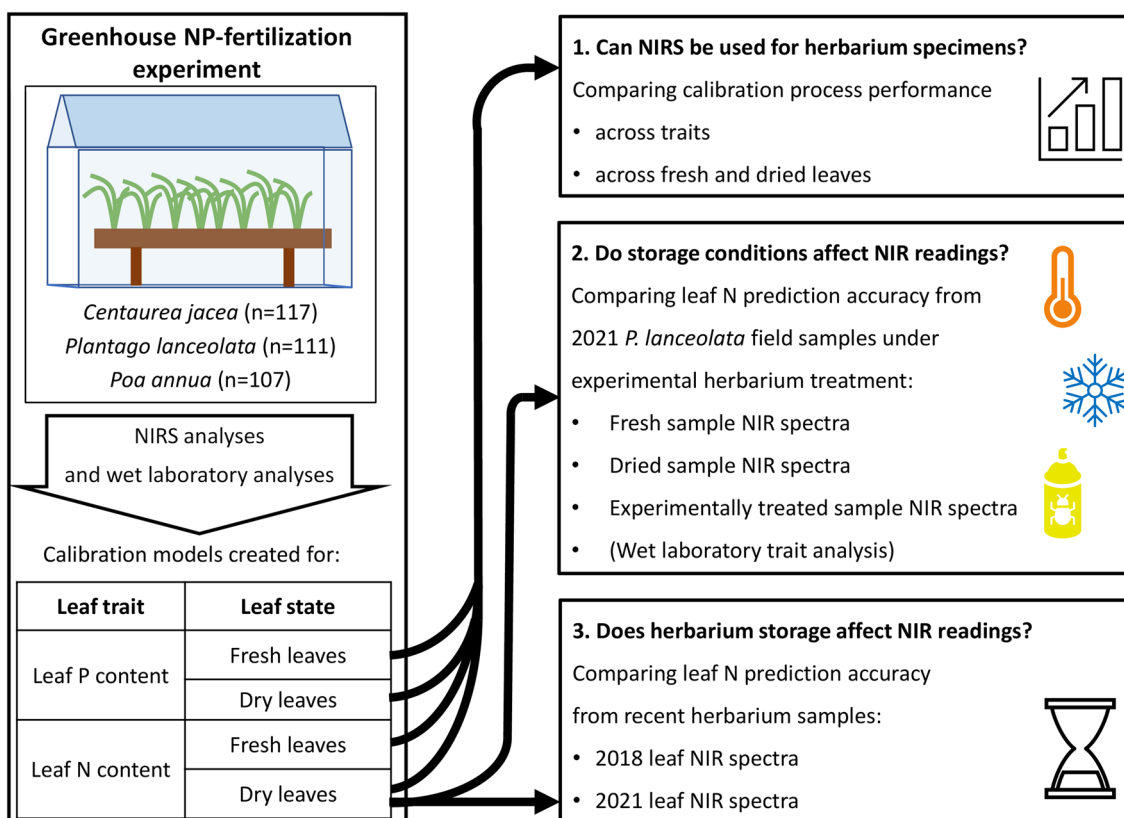 Greenhouse NP-fertilization
experiment
Centaurea jacea (n=117)
Plantago lanceolata (n=111)
Poa annua (n=107)
NIRS analyses
and wet laboratory analyses
Calibration models created for:
Leaf trait
Leaf state
Leaf P content
Fresh leaves
Dry leaves
Leaf N content
Fresh leaves
Dry leaves
1. Can NIRS be used for herbarium specimens?
Comparing calibration process performance
• across traits
• across fresh and dried leaves
2. Do storage conditions affect NIR readings?
Comparing leaf N prediction accuracy from
2021 P. lanceolata field samples under
experimental herbarium treatment:
• Fresh sample NIR spectra
• Dried sample NIR spectra
• Experimentally treated sample NIR spectra
• (Wet laboratory trait analysis)
3. Does herbarium storage affect NIR readings?
Comparing leaf N prediction accuracy
from recent herbarium samples:
• 2018 leaf NIR spectra
• 2021 leaf NIR spectra